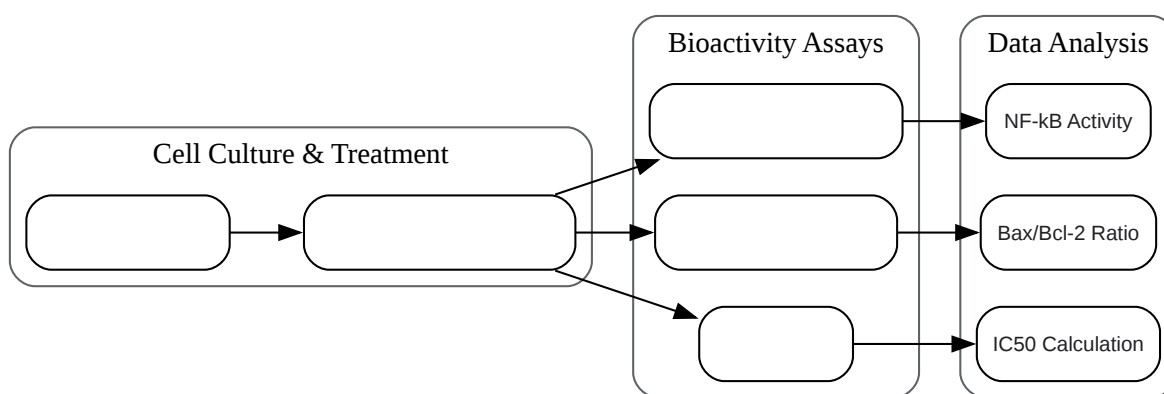 Cell Culture & Treatment
Bioactivity Assays
Data Analysis
NF-kB Activity
Bax/Bcl-2 Ratio
IC50 Calculation